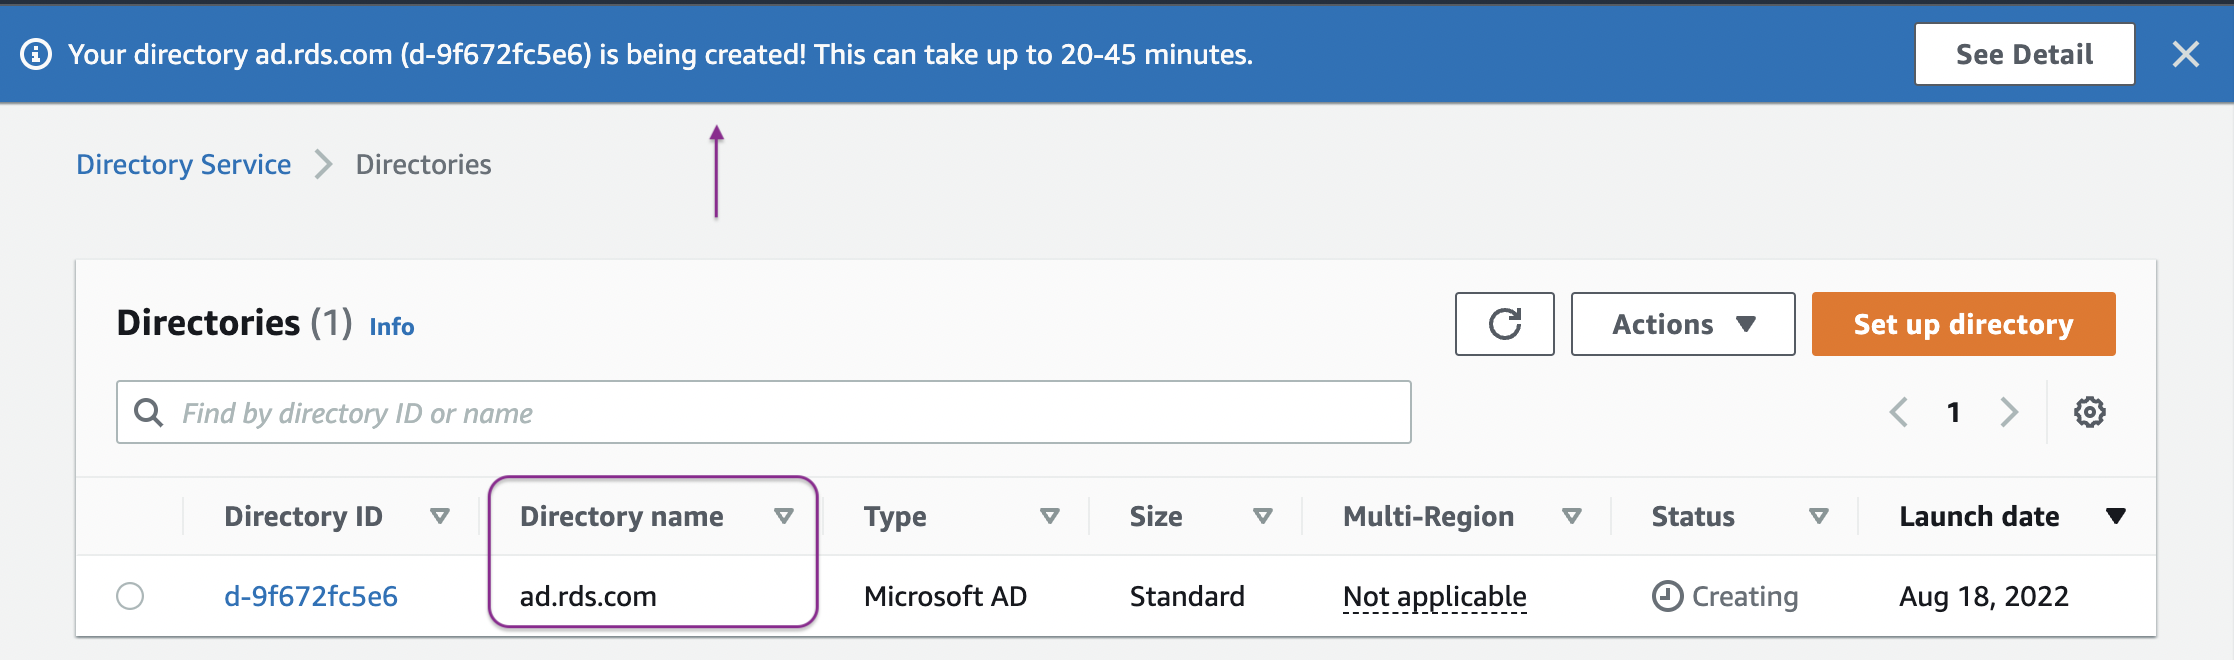 Your directory ad.rds.com (d-9f672fc5e6) is being created! This can take up to 20-45 minutes.
See Detail
Directory Service
Directories
Directories (1) Info
Actions
Set up directory
Find by directory ID or name
1
Directory ID
Directory name
Type
Size
Multi-Region
Status
Launch date
d-9f672fc5e6
ad.rds.com
Microsoft AD
Standard
Not applicable
Creating
Aug 18, 2022